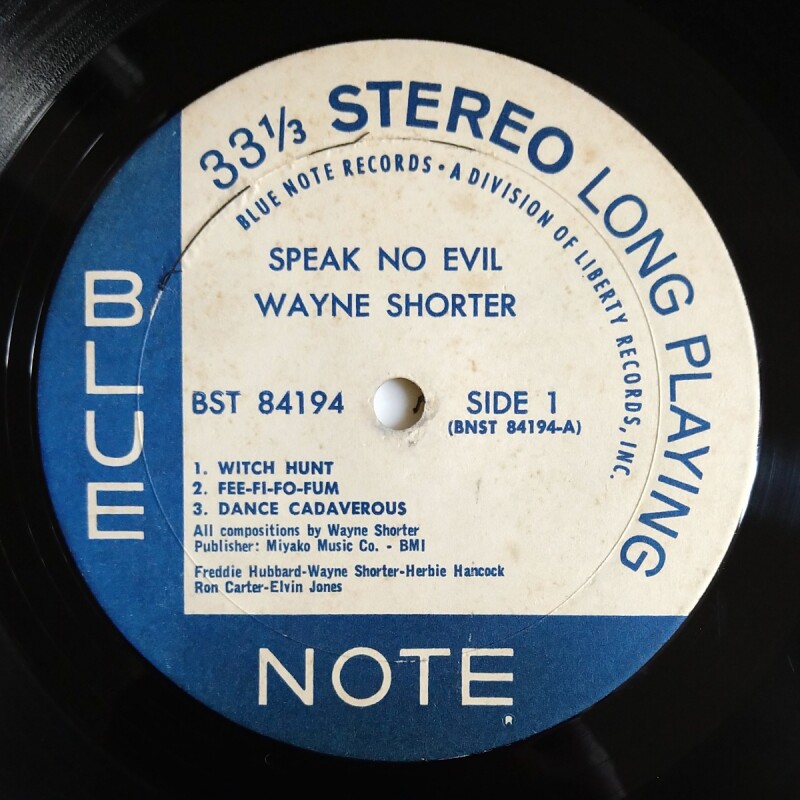 33⅓ STEREO LONG PLAYING
BLUE NOTE RECORDS • A DIVISION OF LIBERTY RECORDS, INC.
SPEAK NO EVIL
WAYNE SHORTER
BST 84194
SIDE 1
(BNST 84194-A)
1. WITCH HUNT
2. FEE-FI-FO-FUM
3. DANCE CADAVEROUS
All compositions by Wayne Shorter
Publisher: Miyako Music Co. - BMI
Freddie Hubbard-Wayne Shorter-Herbie Hancock
Ron Carter-Elvin Jones
BLUE
NOTE
R